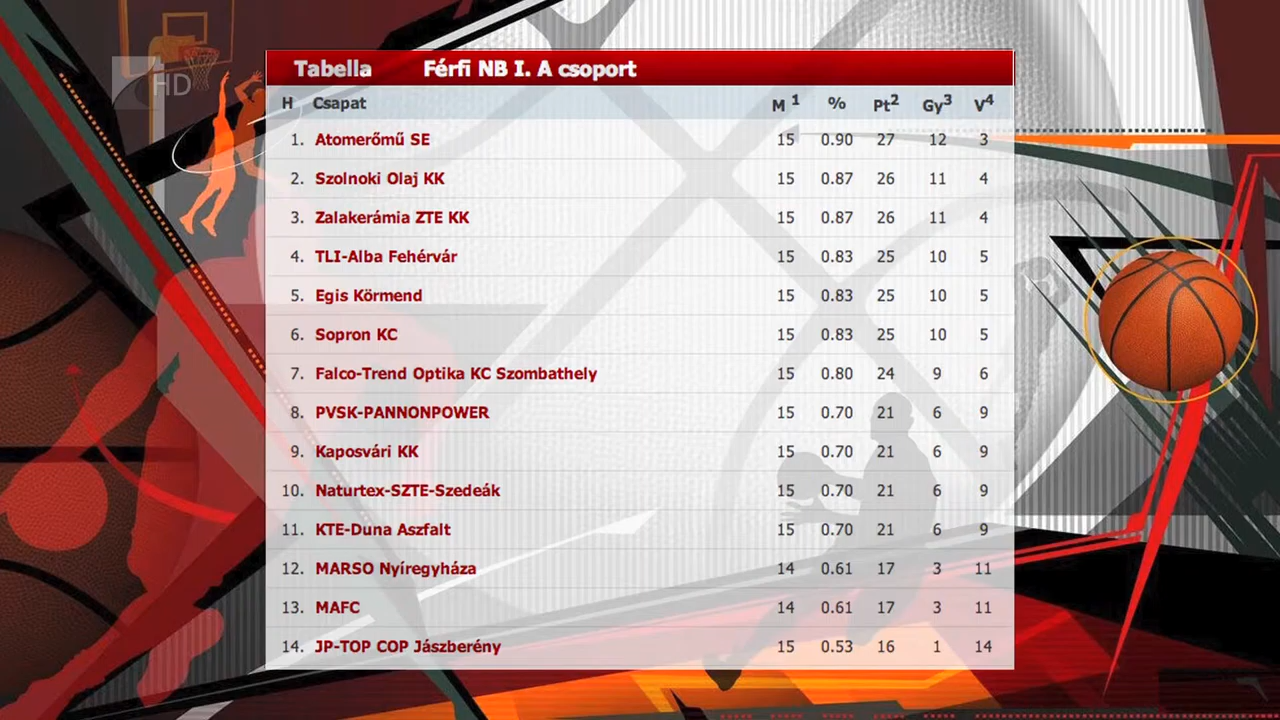 HD
Tabella Férfi NB I. A csoport
H Csapat M 1 % Pt2 Gy3 V4
1. Atomerőmű SE 15 0.90 27 12 3
2. Szolnoki Olaj KK 15 0.87 26 11 4
3. Zalakerámia ZTE KK 15 0.87 26 11 4
4. TLI-Alba Fehérvár 15 0.83 25 10 5
5. Egis Körmend 15 0.83 25 10 5
6. Sopron KC 15 0.83 25 10 5
7. Falco-Trend Optika KC Szombathely 15 0.80 24 9 6
8. PVSK-PANNONPOWER 15 0.70 21 6 9
9. Kaposvári KK 15 0.70 21 6 9
10. Naturtex-SZTE-Szedeák 15 0.70 21 6 9
11. KTE-Duna Aszfalt 15 0.70 21 6 9
12. MARSO Nyíregyháza 14 0.61 17 3 11
13. MAFC 14 0.61 17 3 11
14. JP-TOP COP Jászberény 15 0.53 16 1 14